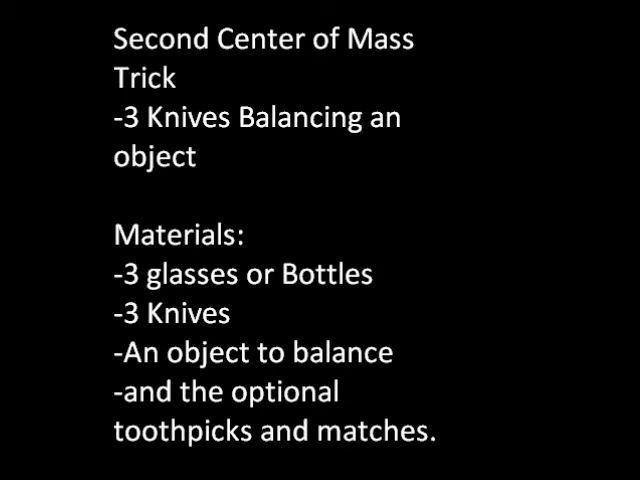 Second Center of Mass
Trick
-3 Knives Balancing an
object
Materials:
-3 glasses or Bottles
-3 Knives
-An object to balance
-and the optional
toothpicks and matches.